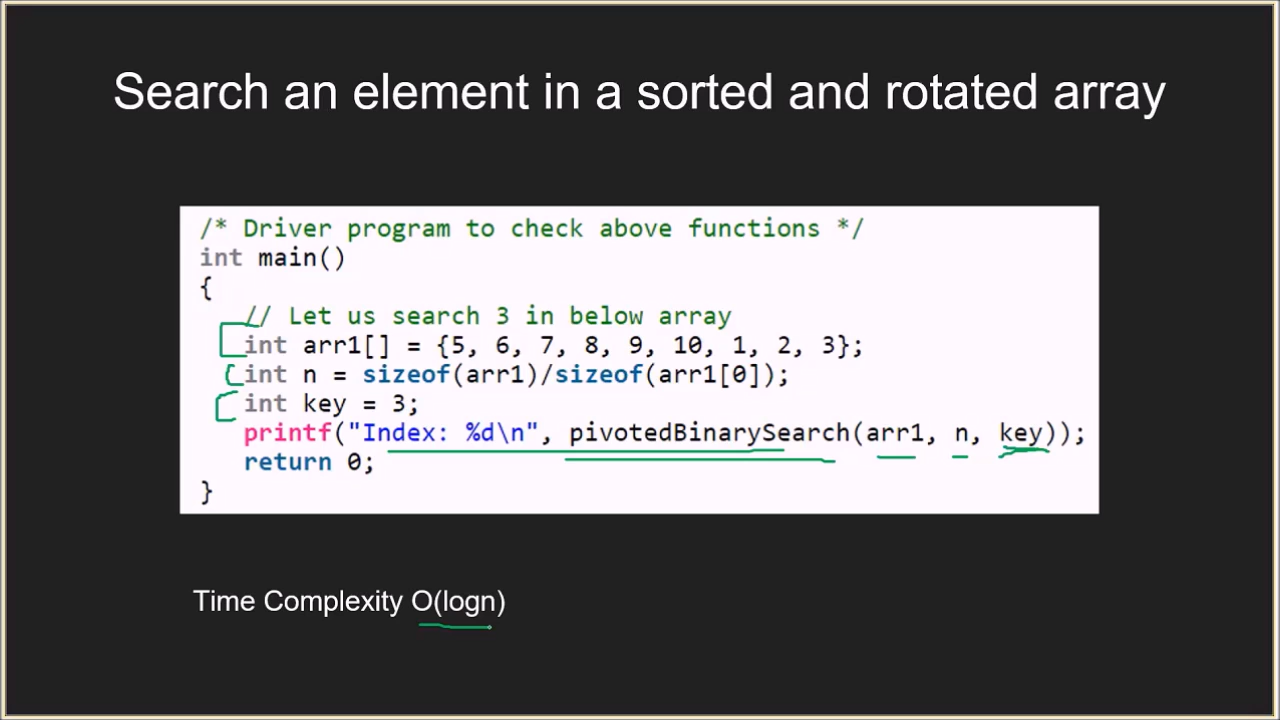 Search an element in a sorted and rotated array
/* Driver program to check above functions */
int main()
{
// Let us search 3 in below array
int arr1[] = {5, 6, 7, 8, 9, 10, 1, 2, 3};
int n = sizeof(arr1)/sizeof(arr1[0]);
int key = 3;
printf("Index: %d\n", pivotedBinarySearch(arr1, n, key));
return 0;
}
Time Complexity O(logn)